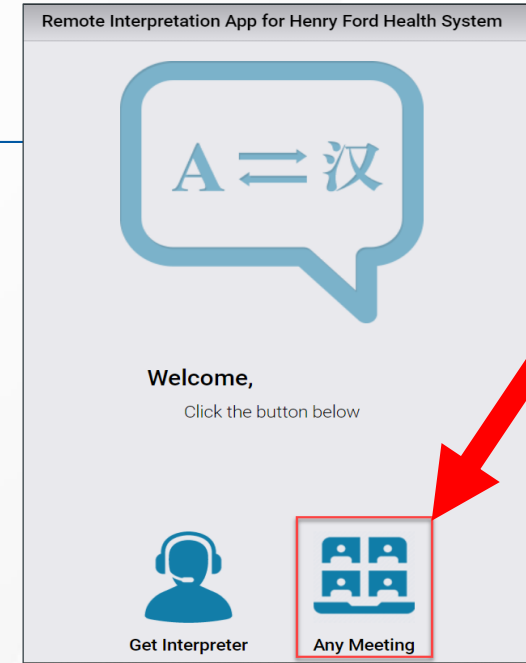 Remote Interpretation App for Henry Ford Health System
A 汉
Welcome,
Click the button below
Get Interpreter Any Meeting